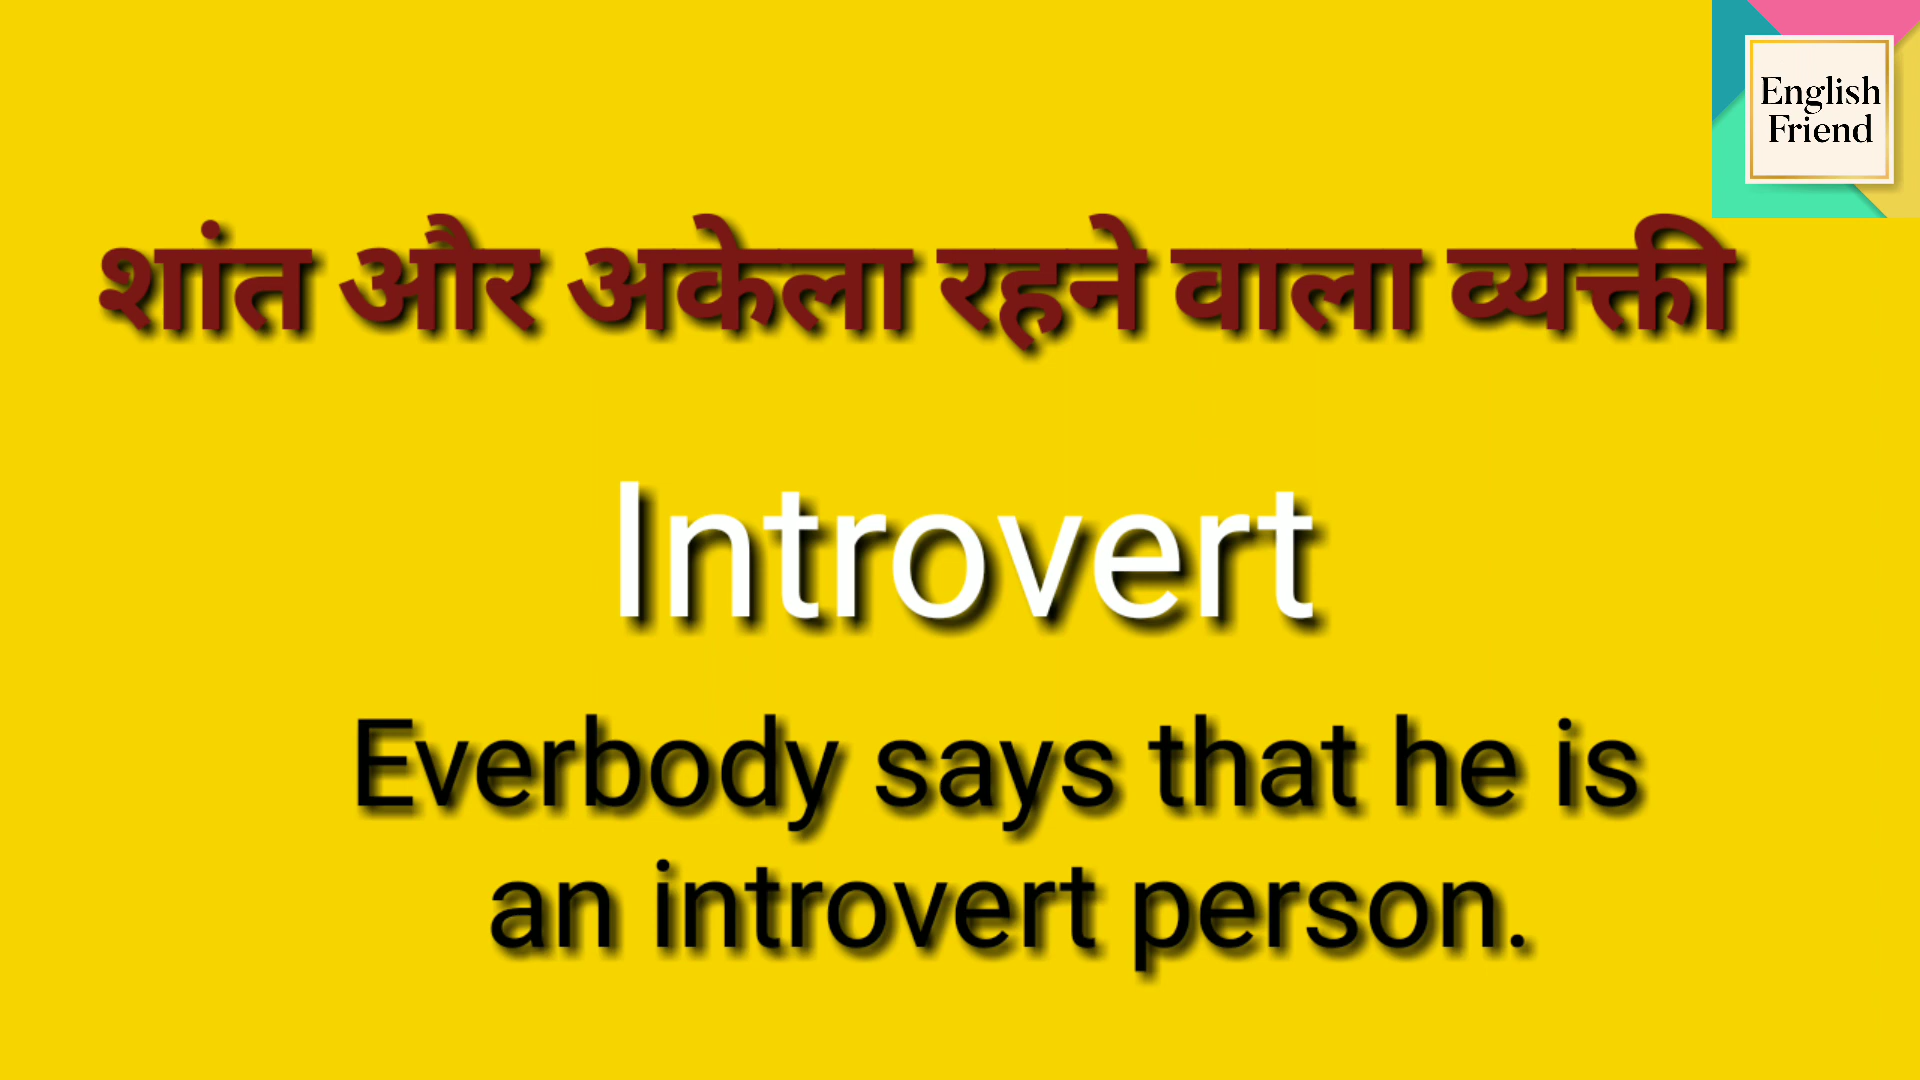 English
Friend
शांत और अकेला रहने वाला व्यक्ती
Introvert
Everbody says that he is
an introvert person.